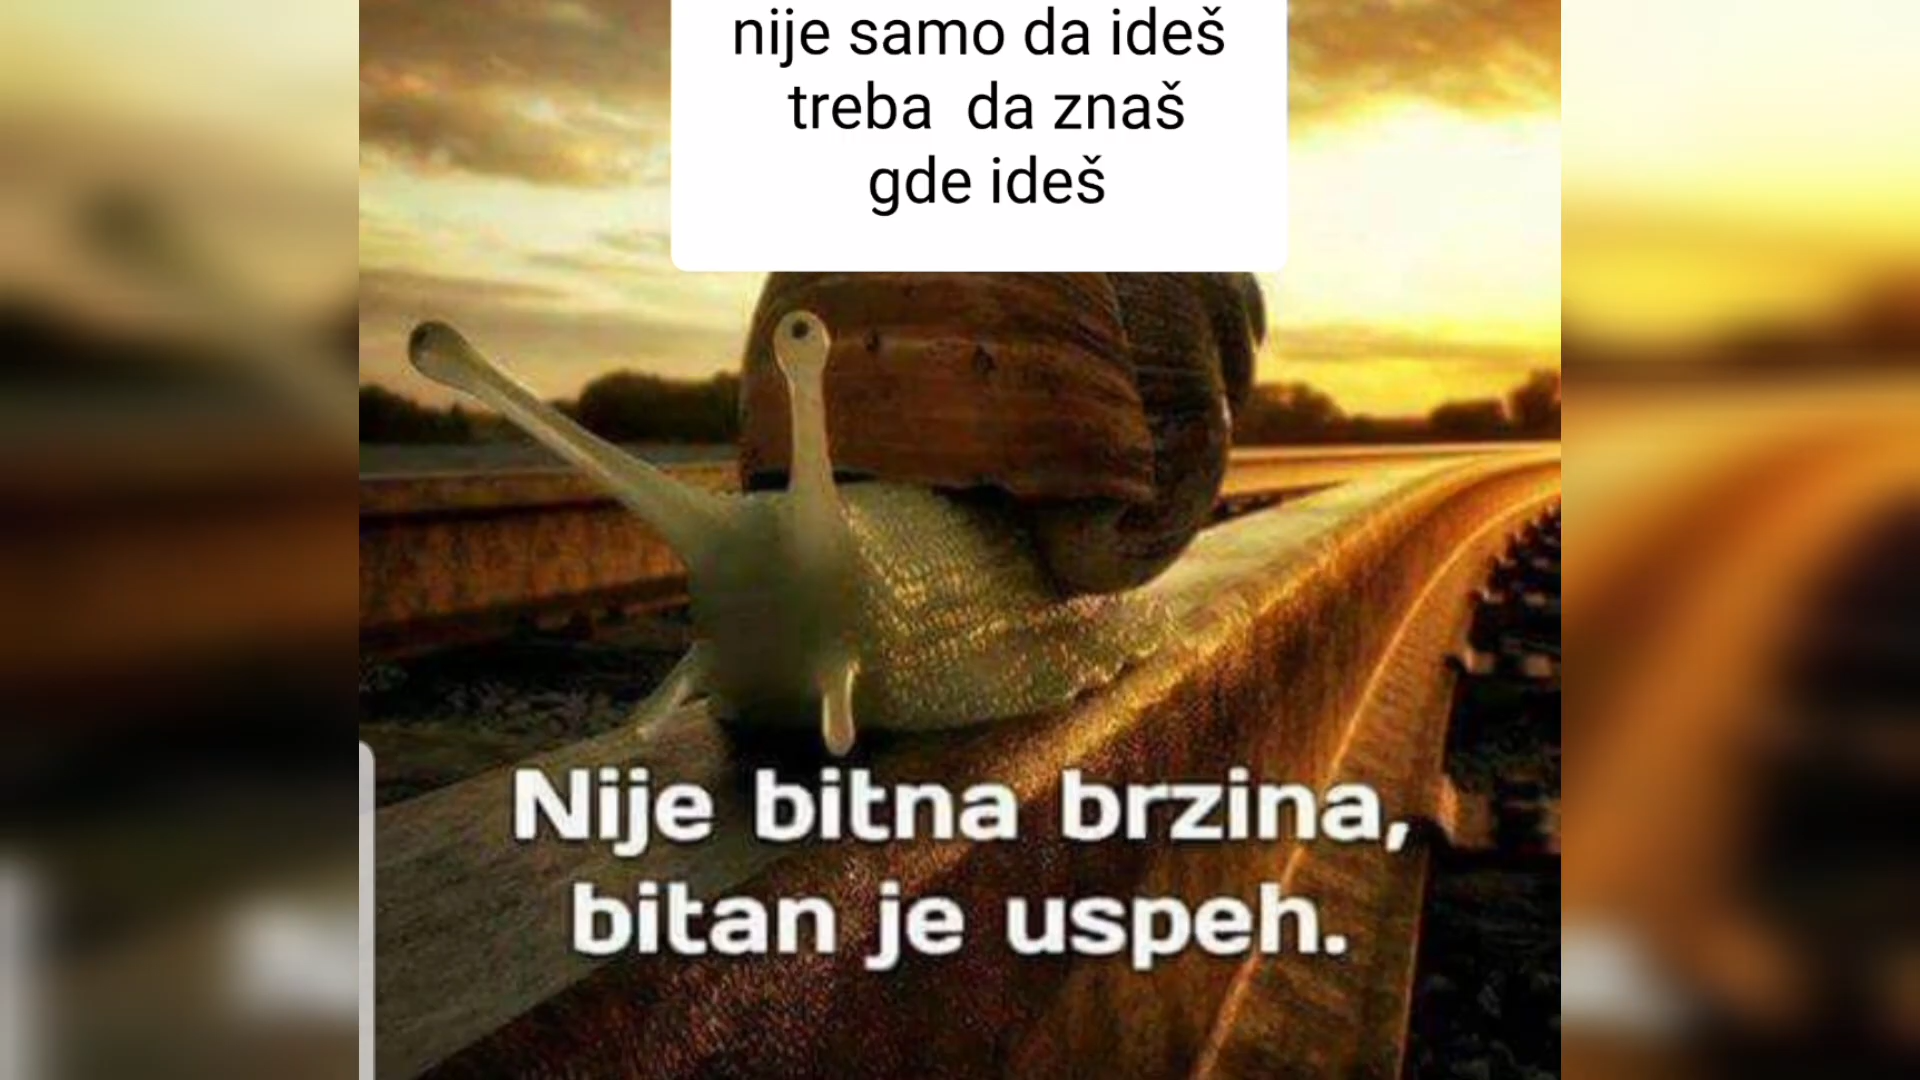 nije samo da ideš
treba da znaš
gde ideš
Nije bitna brzina,
bitan je uspeh.